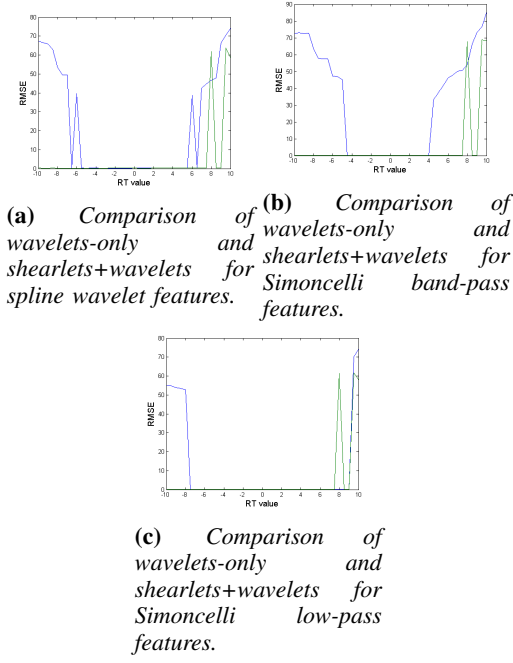 80
70
60
50
40
30
20
10
0
RMSE
-10 -8 -6 -4 -2 0 2 4 6 8 10
RT value
(a) Comparison of
wavelets-only and
shearlets+wavelets for
spline wavelet features.
90
80
70
60
50
40
30
20
10
0
RMSE
-10 -8 -6 -4 -2 0 2 4 6 8 10
RT value
(b) Comparison of
wavelets-only and
shearlets+wavelets for
Simoncelli band-pass
features.
80
70
60
50
40
30
20
10
0
RMSE
-10 -8 -6 -4 -2 0 2 4 6 8 10
RT value
(c) Comparison of
wavelets-only and
shearlets+wavelets for
Simoncelli low-pass
features.